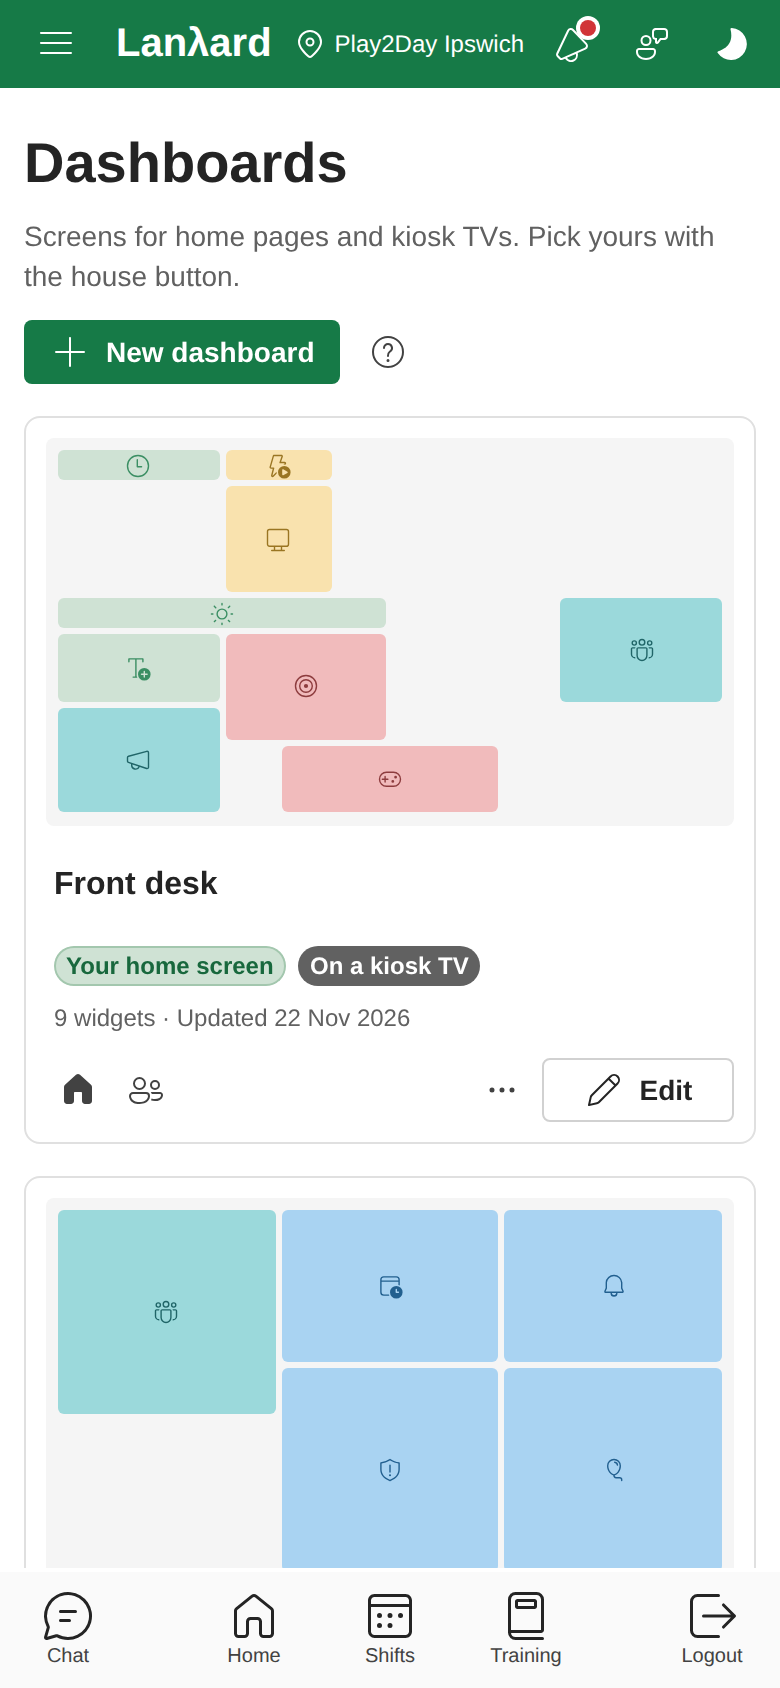 Lanλard
Play2Day Ipswich
Dashboards
Screens for home pages and kiosk TVs. Pick yours with
the house button.
New dashboard
Front desk
Your home screen
On a kiosk TV
9 widgets · Updated 22 Nov 2026
Edit
Chat
Home
Shifts
Training
Logout